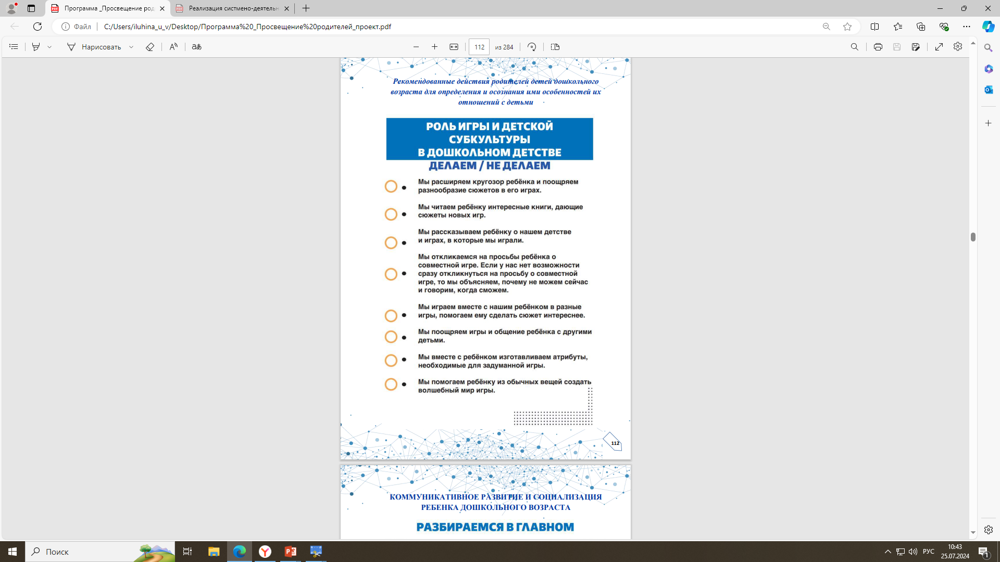 Программа _Просвещение род
Реализация систмено-деятельн
Файл
C:/Users/iluhina_u_v/Desktop/Программа%20_Просвещение%20родителей_проект.pdf
Нарисовать
аあ
112 из 284
Рекомендованные действия родителей детей дошкольного
возраста для определения и осознания ими особенностей их
отношений с детьми
РОЛЬ ИГРЫ И ДЕТСКОЙ
СУБКУЛЬТУРЫ
В ДОШКОЛЬНОМ ДЕТСТВЕ
ДЕЛАЕМ / НЕ ДЕЛАЕМ
Мы расширяем кругозор ребёнка и поощряем
разнообразие сюжетов в его играх.
Мы читаем ребёнку интересные книги, дающие
сюжеты новых игр.
Мы рассказываем ребёнку о нашем детстве
и играх, в которые мы играли.
Мы откликаемся на просьбы ребёнка о
совместной игре. Если у нас нет возможности
сразу откликнуться на просьбу о совместной
игре, то мы объясняем, почему не можем сейчас
и говорим, когда сможем.
Мы играем вместе с нашим ребёнком в разные
игры, помогаем ему сделать сюжет интереснее.
Мы поощряем игры и общение ребёнка с другими
детьми.
Мы вместе с ребёнком изготавливаем атрибуты,
необходимые для задуманной игры.
Мы помогаем ребёнку из обычных вещей создать
волшебный мир игры.
112
КОММУНИКАТИВНОЕ РАЗВИТИЕ И СОЦИАЛИЗАЦИЯ
РЕБЕНКА ДОШКОЛЬНОГО ВОЗРАСТА
РАЗБИРАЕМСЯ В ГЛАВНОМ
Поиск
РУС
10:43
25.07.2024
1